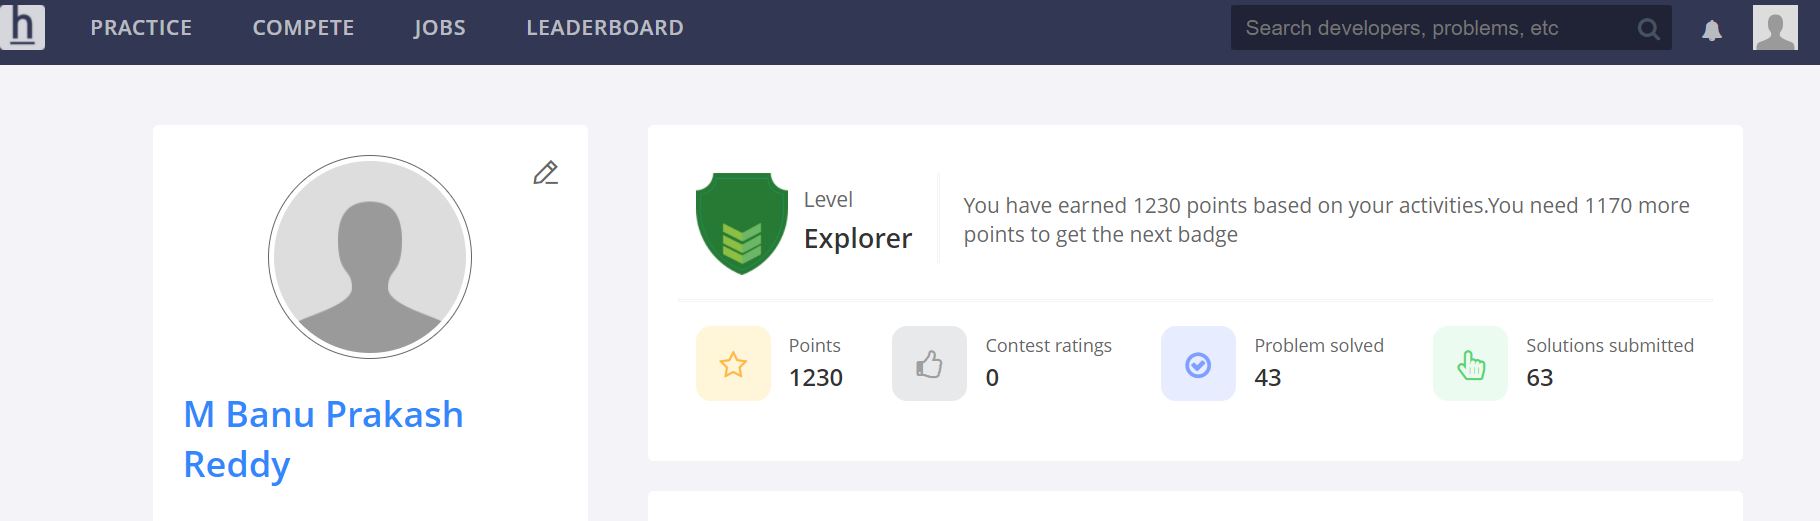 h PRACTICE COMPETE JOBS LEADERBOARD Search developers, problems, etc
Level
Explorer
You have earned 1230 points based on your activities.You need 1170 more
points to get the next badge
Points
1230
Contest ratings
0
Problem solved
43
Solutions submitted
63
M Banu Prakash
Reddy